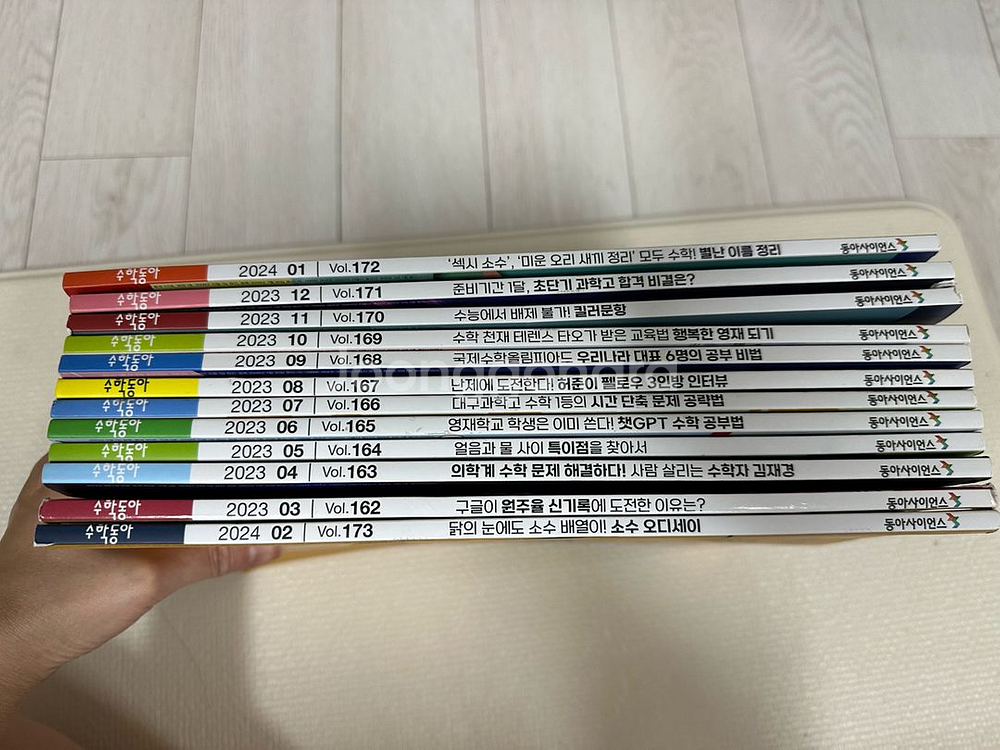 수학동아 2024 01 Vol.172 '섹시 소수', '미운 오리 새끼 정리' 모두 수학! 별난 이름 정리 동아사이언스
수학동아 2023 12 Vol.171 준비기간 1달, 초단기 과학고 합격 비결은? 동아사이언스
수학동아 2023 11 Vol.170 수능에서 배제 불가! 킬러문항 동아사이언스
수학동아 2023 10 Vol.169 수학 천재 테렌스 타오가 받은 교육법 행복한 영재 되기 동아사이언스
수학동아 2023 09 Vol.168 국제수학올림피아드 우리나라 대표 6명의 공부 비법 동아사이언스
joonggonara
수학동아 2023 08 Vol.167 난제에 도전한다! 허준이 펠로우 3인방 인터뷰 동아사이언스
수학동아 2023 07 Vol.166 대구과학고 수학 1등의 시간 단축 문제 공략법 동아사이언스
수학동아 2023 06 Vol.165 영재학교 학생은 이미 쓴다! 챗GPT 수학 공부법 동아사이언스
수학동아 2023 05 Vol.164 얼음과 물 사이 특이점을 찾아서 동아사이언스
수학동아 2023 04 Vol.163 의학계 수학 문제 해결하다! 사람 살리는 수학자 김재경 동아사이언스
수학동아 2023 03 Vol.162 구글이 원주율 신기록에 도전한 이유는? 동아사이언스
수학동아 2024 02 Vol.173 닭의 눈에도 소수 배열이! 소수 오디세이 동아사이언스